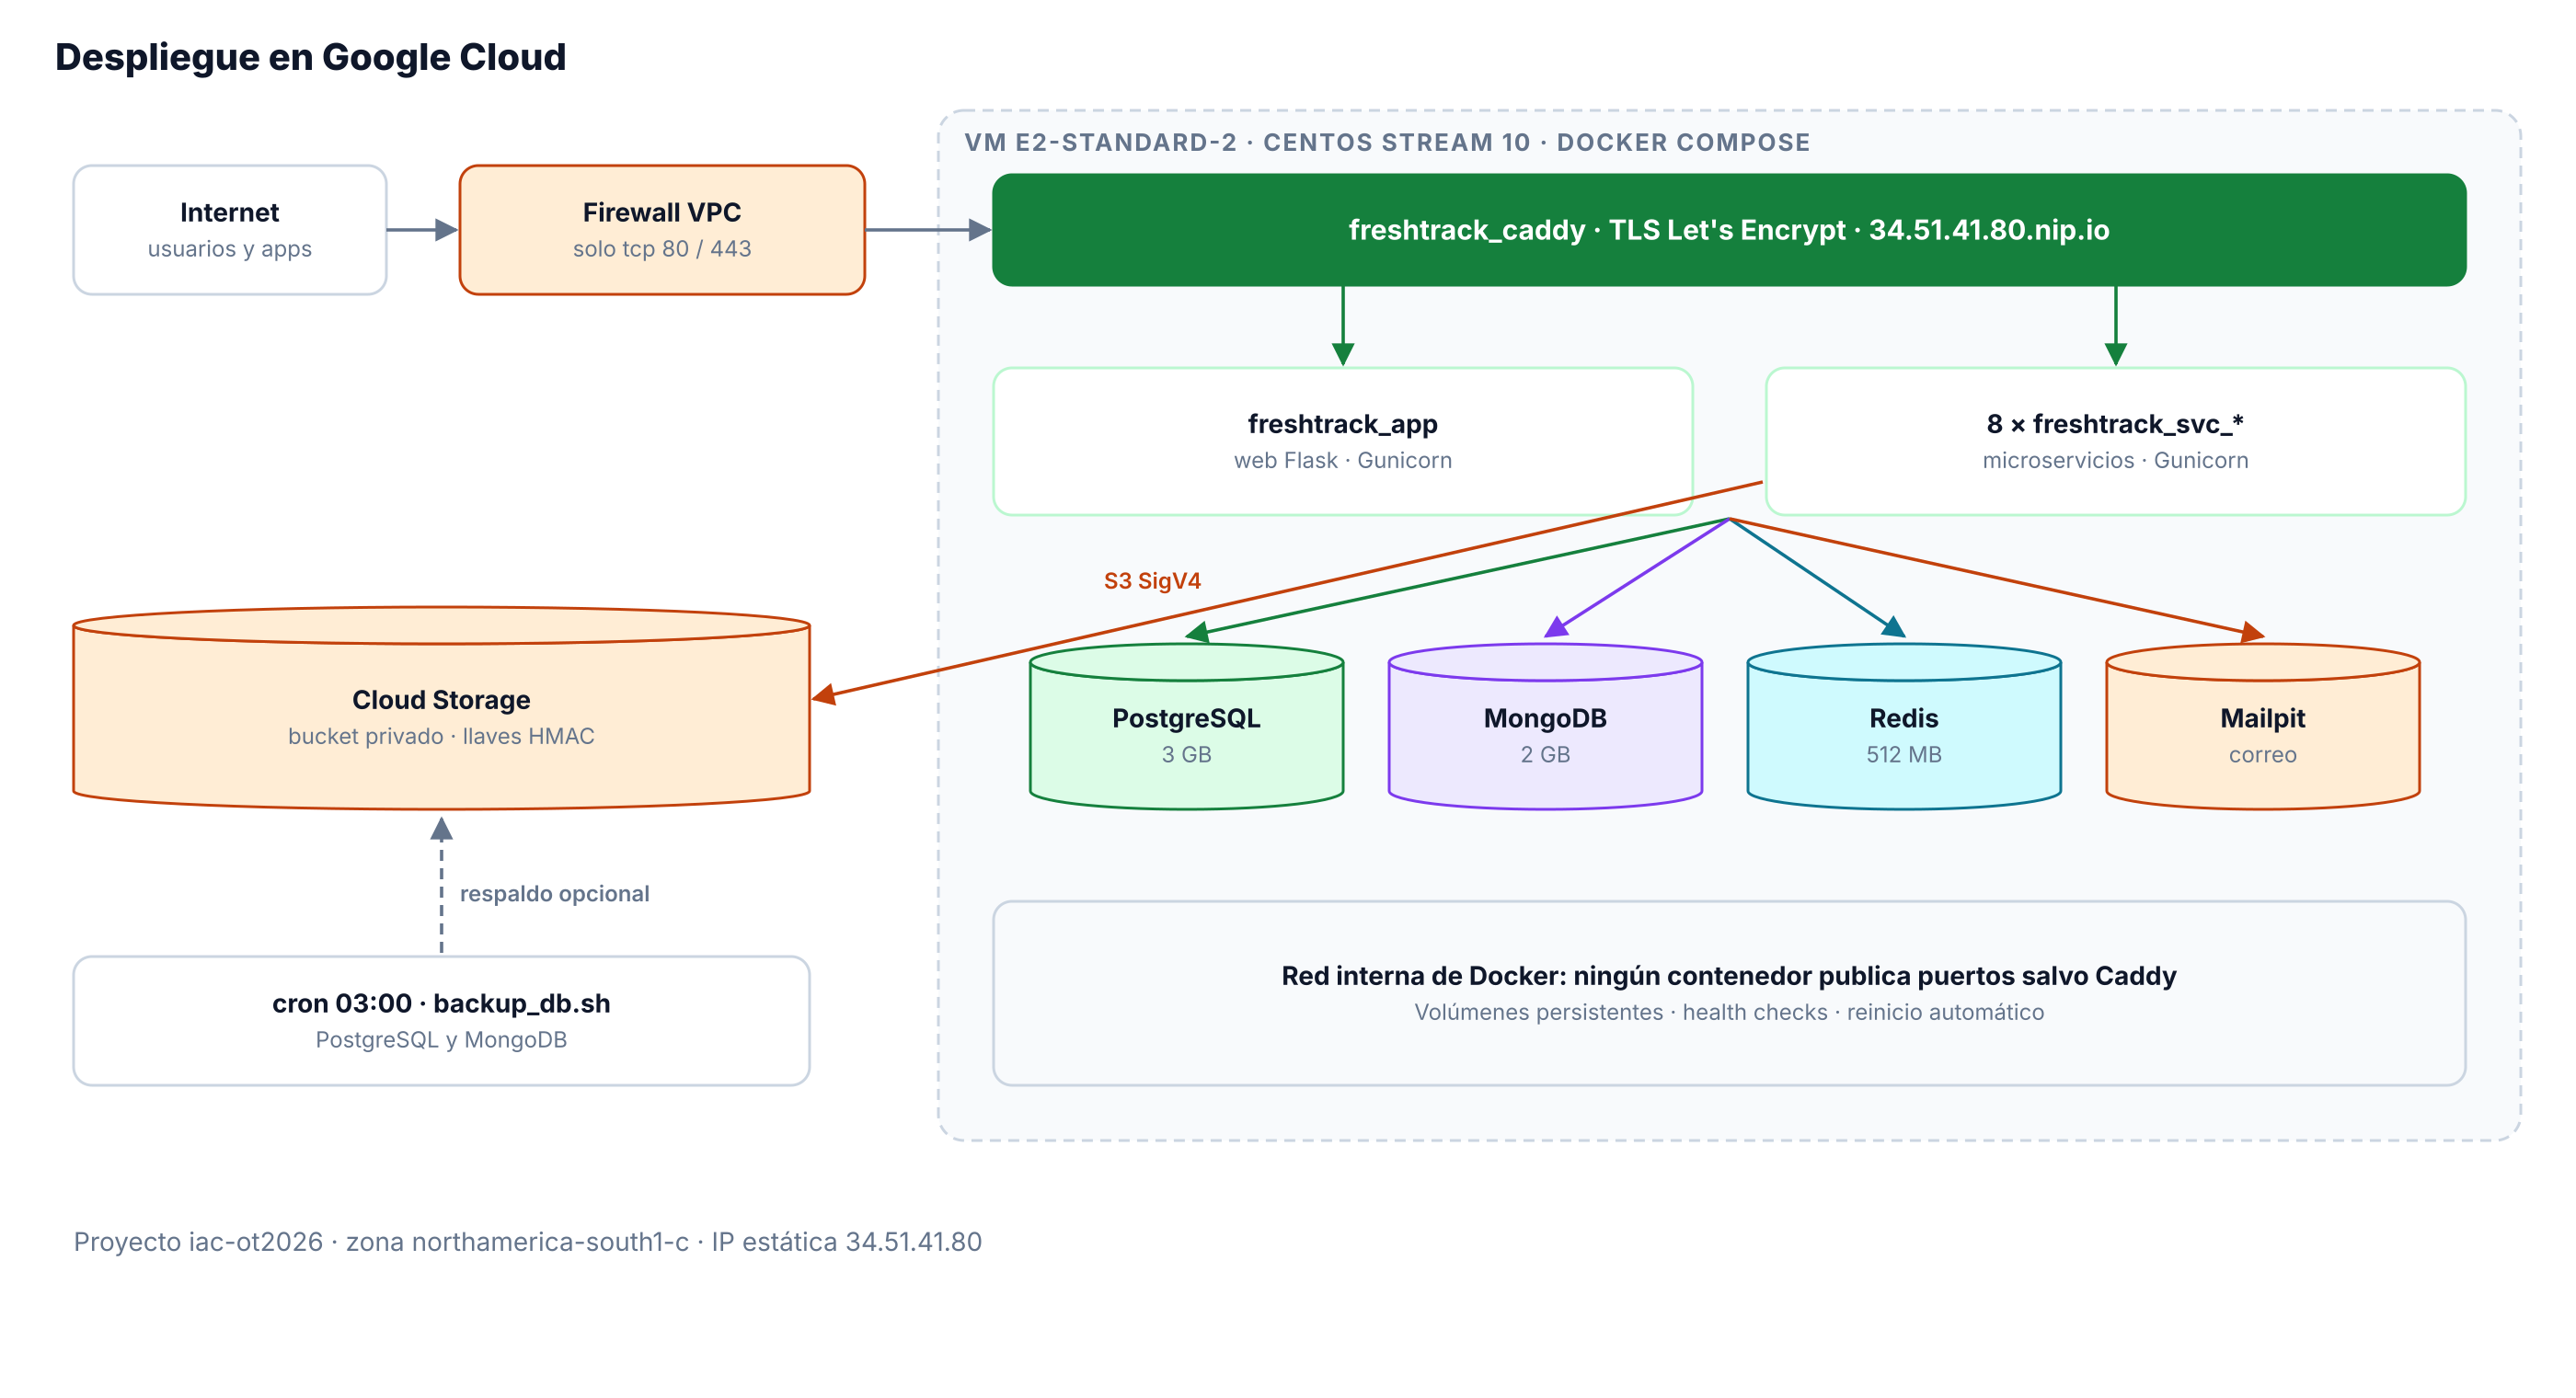 Despliegue en Google Cloud
VM E2-STANDARD-2 · CENTOS STREAM 10 · DOCKER COMPOSE
Internet
usuarios y apps
Firewall VPC
solo tcp 80 / 443
freshtrack_caddy · TLS Let's Encrypt · 34.51.41.80.nip.io
freshtrack_app
web Flask · Gunicorn
8 × freshtrack_svc_*
microservicios · Gunicorn
S3 SigV4
Cloud Storage
bucket privado · llaves HMAC
PostgreSQL
3 GB
MongoDB
2 GB
Redis
512 MB
Mailpit
correo
respaldo opcional
cron 03:00 · backup_db.sh
PostgreSQL y MongoDB
Red interna de Docker: ningún contenedor publica puertos salvo Caddy
Volúmenes persistentes · health checks · reinicio automático
Proyecto iac-ot2026 · zona northamerica-south1-c · IP estática 34.51.41.80